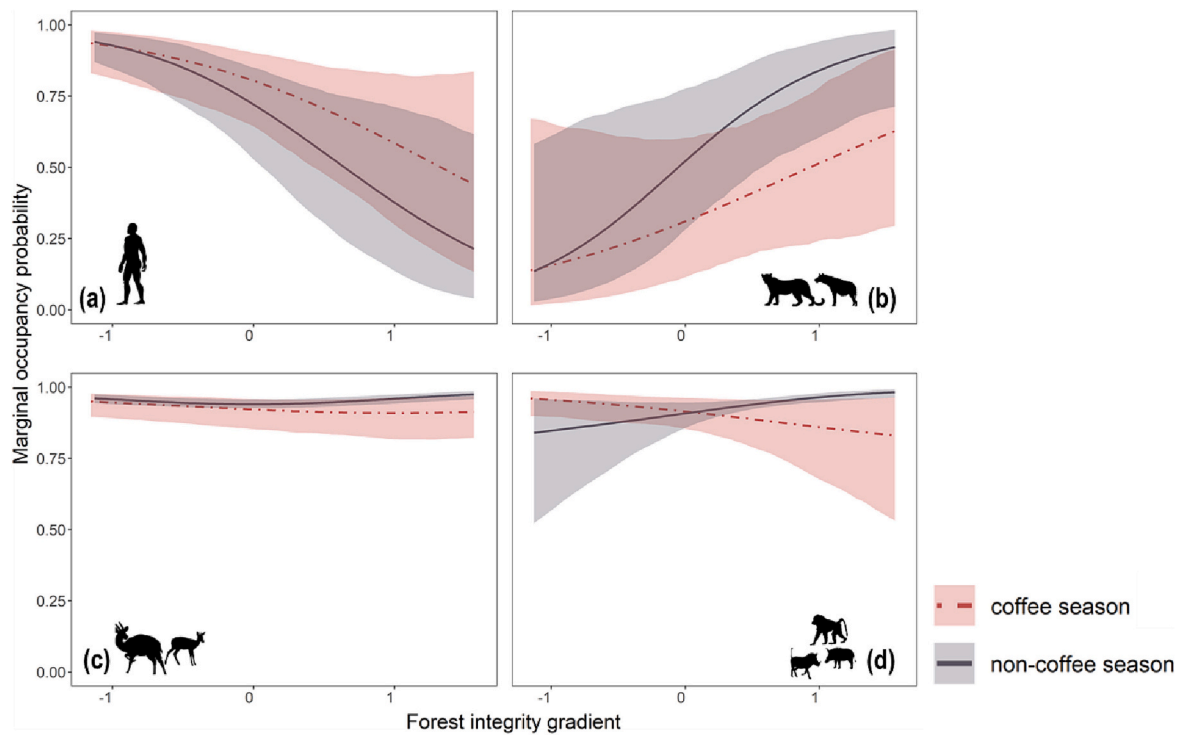 Marginal occupancy probability
1.00
0.75
0.50
0.25
0.00
(a)
(b)
-1
0
1
-1
0
1
1.00
0.75
0.50
0.25
0.00
(c)
(d)
-1
0
1
-1
0
1
Forest integrity gradient
coffee season
non-coffee season